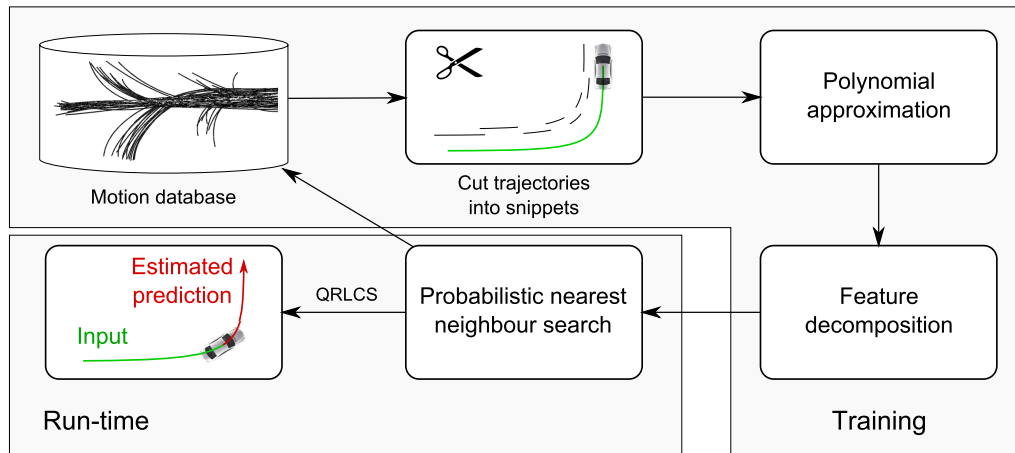 Motion database
Cut trajectories
into snippets
Polynomial
approximation
Estimated
prediction
Input
QRLCS
Probabilistic nearest
neighbour search
Feature
decomposition
Run-time
Training